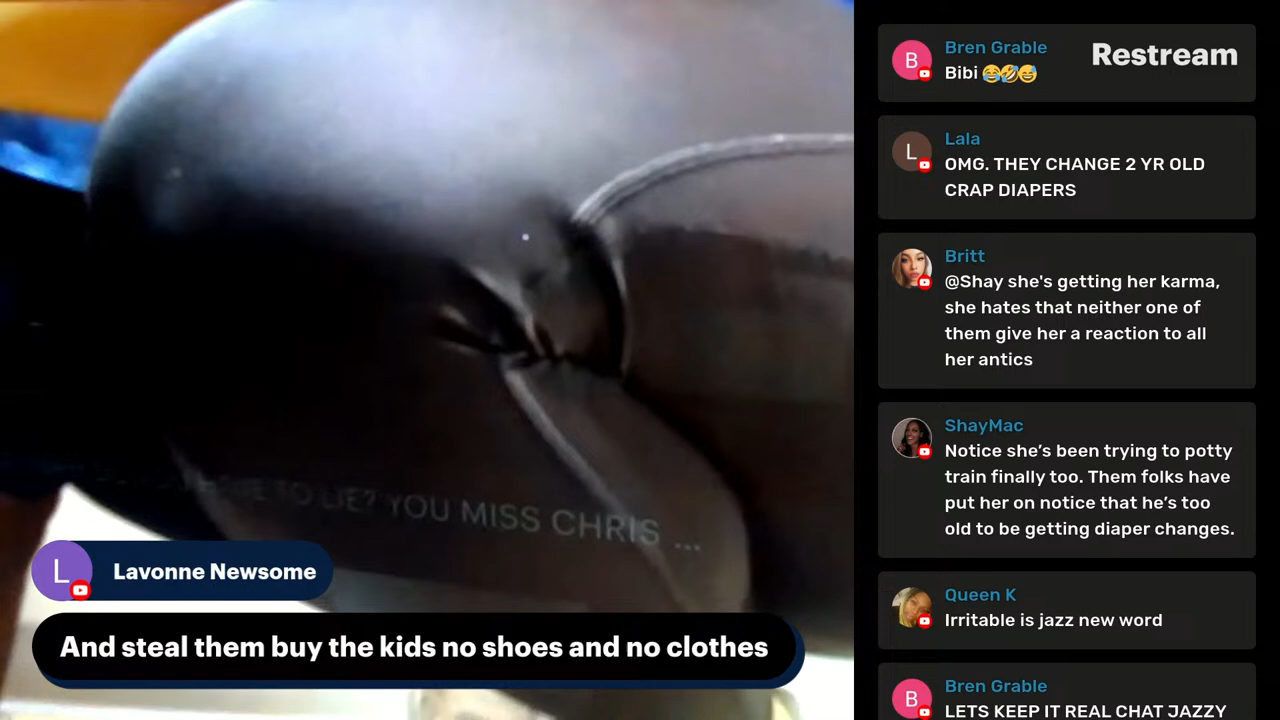 TO LIE? YOU MISS CHRIS ...
L
Lavonne Newsome
And steal them buy the kids no shoes and no clothes
Restream
B
Bren Grable
Bibi 😂🤣😅
L
Lala
OMG. THEY CHANGE 2 YR OLD
CRAP DIAPERS
Britt
@Shay she's getting her karma,
she hates that neither one of
them give her a reaction to all
her antics
ShayMac
Notice she’s been trying to potty
train finally too. Them folks have
put her on notice that he’s too
old to be getting diaper changes.
Queen K
Irritable is jazz new word
B
Bren Grable
LETS KEEP IT REAL CHAT JAZZY